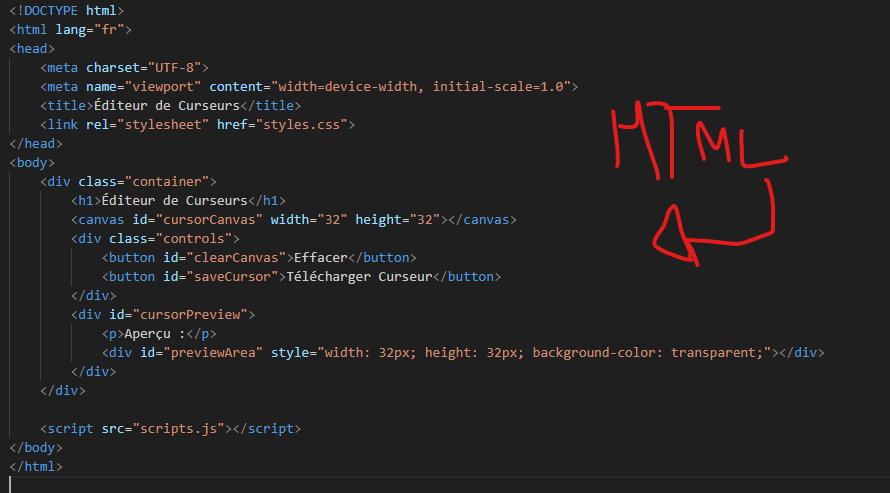 <!DOCTYPE html>
<html lang="fr">
<head>
    <meta charset="UTF-8">
    <meta name="viewport" content="width=device-width, initial-scale=1.0">
    <title>Éditeur de Curseurs</title>
    <link rel="stylesheet" href="styles.css">
</head>
<body>
    <div class="container">
        <h1>Éditeur de Curseurs</h1>
        <canvas id="cursorCanvas" width="32" height="32"></canvas>
        <div class="controls">
            <button id="clearCanvas">Effacer</button>
            <button id="saveCursor">Télécharger Curseur</button>
        </div>
        <div id="cursorPreview">
            <p>Aperçu :</p>
            <div id="previewArea" style="width: 32px; height: 32px; background-color: transparent;"></div>
        </div>
    </div>

    <script src="scripts.js"></script>
</body>
</html>
HTML